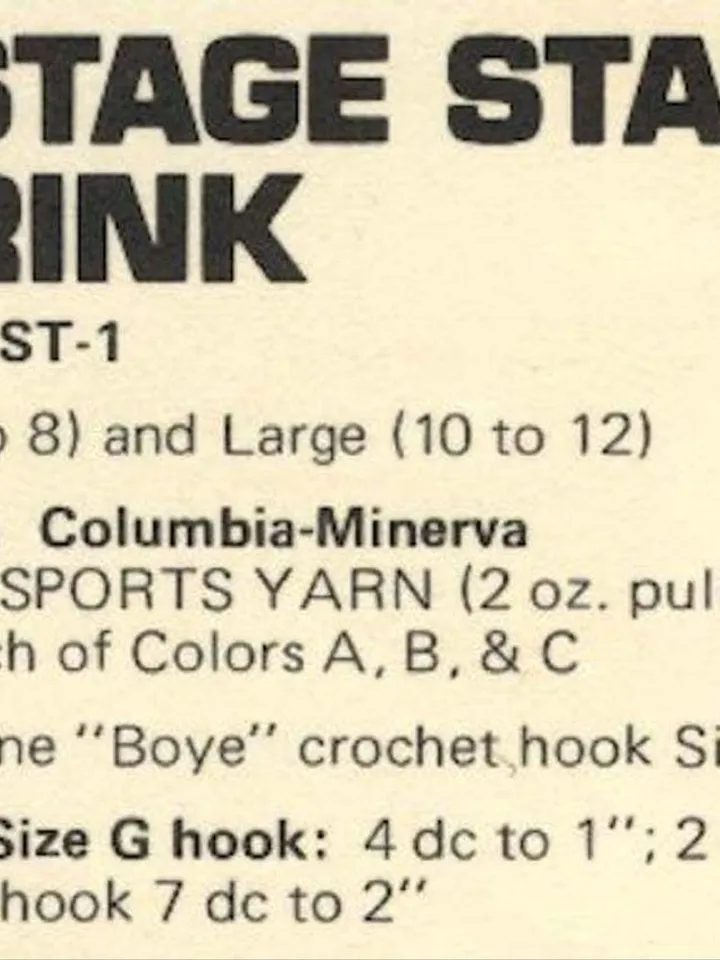 STAGE STA
RINK
ST-1
o 8) and Large (10 to 12)
Columbia-Minerva
SPORTS YARN (2 oz. pul
ch of Colors A, B, & C
ne "Boye" crochet hook Si
Size G hook: 4 dc to 1"; 2
hook 7 dc to 2"